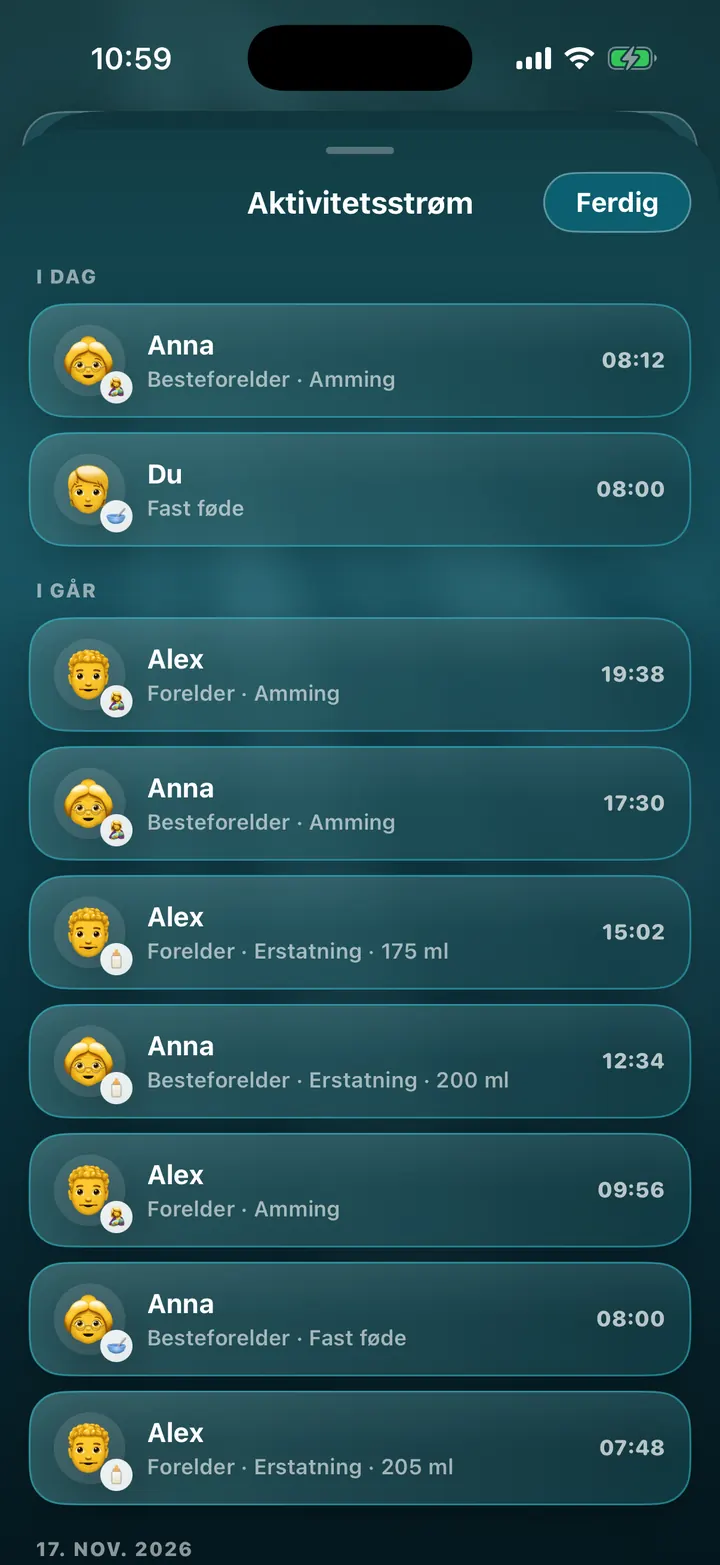 10:59
Aktivitetsstrøm
Ferdig
I DAG
Anna
Besteforelder · Amming
08:12
Du
Fast føde
08:00
I GÅR
Alex
Forelder · Amming
19:38
Anna
Besteforelder · Amming
17:30
Alex
Forelder · Erstatning · 175 ml
15:02
Anna
Besteforelder · Erstatning · 200 ml
12:34
Alex
Forelder · Amming
09:56
Anna
Besteforelder · Fast føde
08:00
Alex
Forelder · Erstatning · 205 ml
07:48
17. NOV. 2026